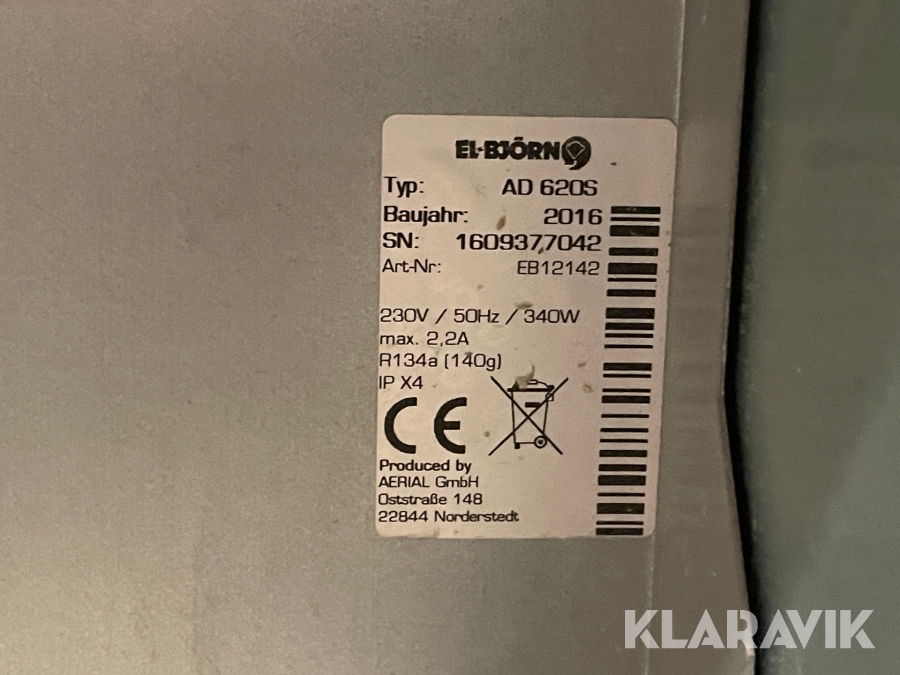 EL-BJÖRN
Typ: AD 620S
Baujahr: 2016
SN: 1609377042
Art-Nr: EB12142
230V / 50Hz / 340W
max. 2,2A
R134a (140g)
IP X4
CE
Produced by
AERIAL GmbH
Oststraße 148
22844 Norderstedt
KLARAVIK